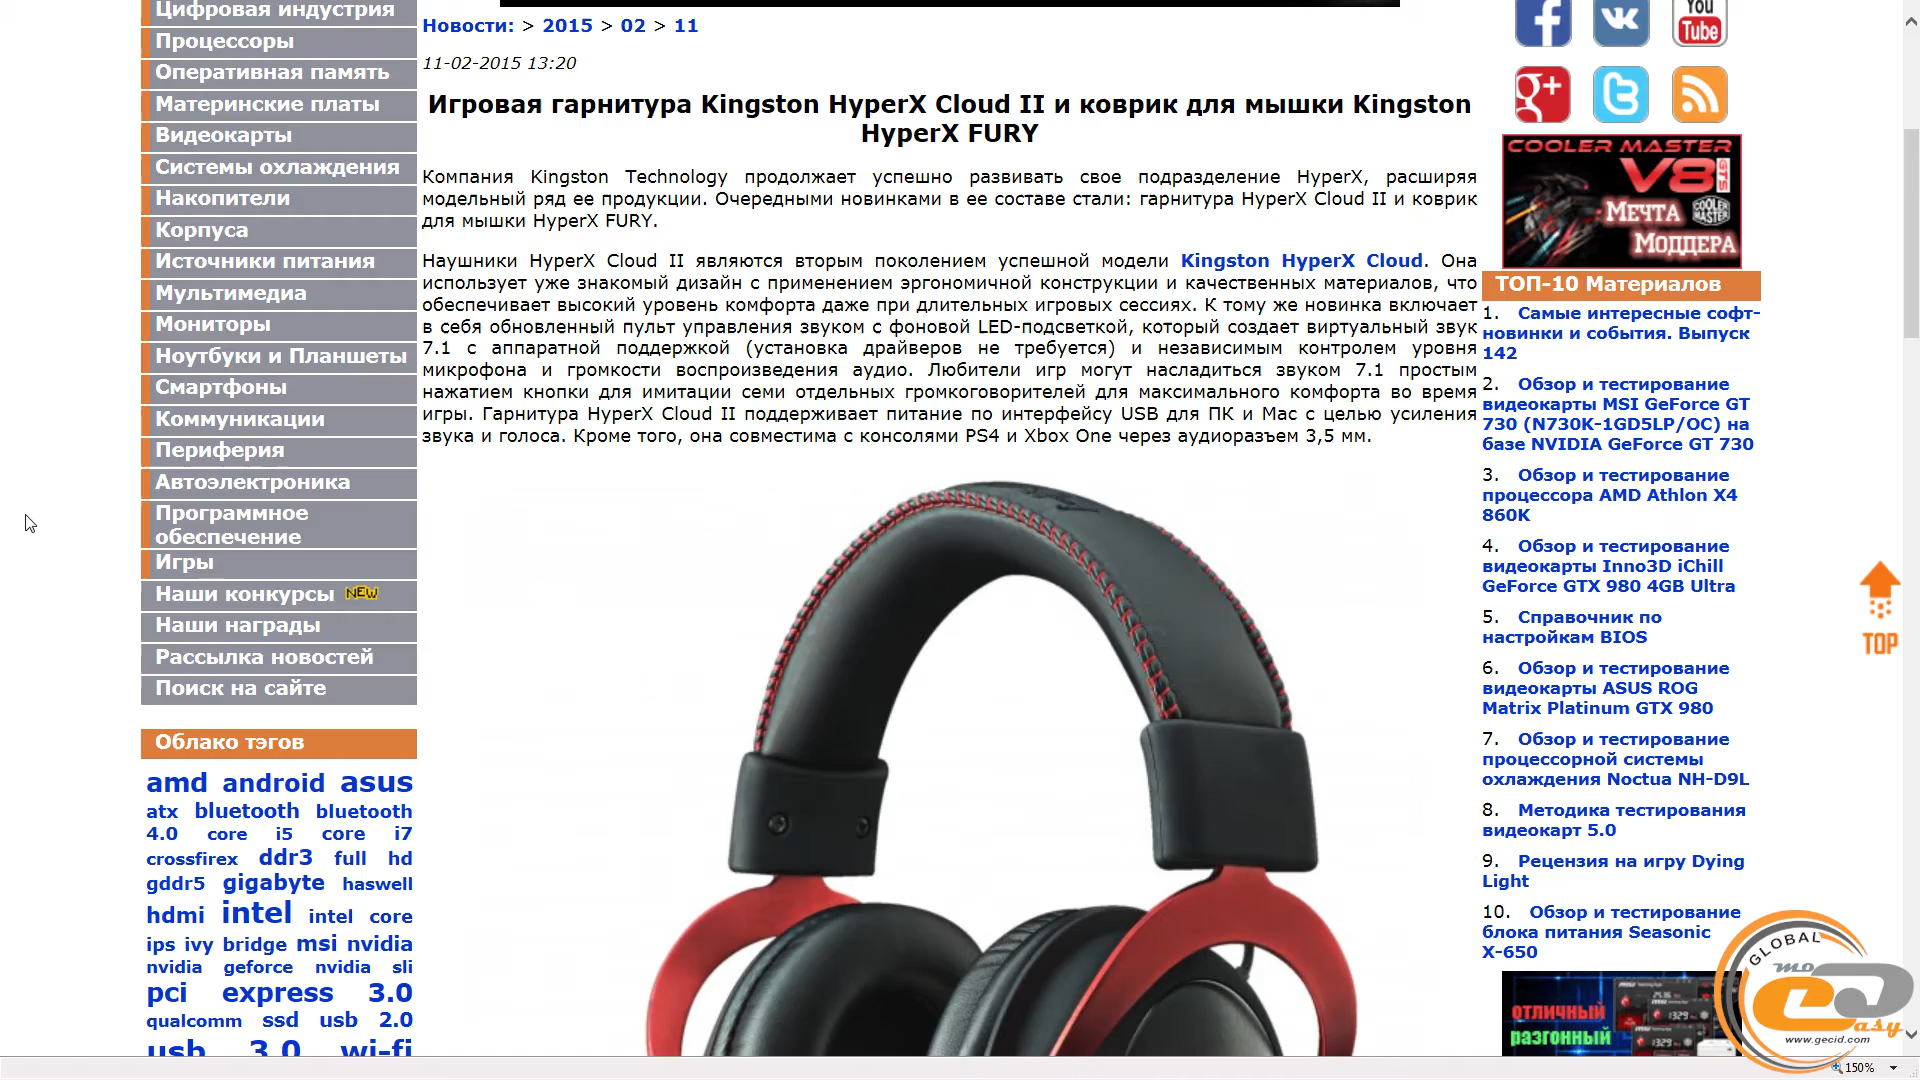 Цифровая индустрия
Процессоры
Оперативная память
Материнские платы
Видеокарты
Системы охлаждения
Накопители
Корпуса
Источники питания
Мультимедиа
Мониторы
Ноутбуки и Планшеты
Смартфоны
Коммуникации
Периферия
Автоэлектроника
Программное
обеспечение
Игры
Наши конкурсы NEW
Наши награды
Рассылка новостей
Поиск на сайте
Облако тэгов
amd android asus
atx bluetooth bluetooth
4.0 core i5 core i7
crossfirex ddr3 full hd
gddr5 gigabyte haswell
hdmi intel intel core
ips ivy bridge msi nvidia
nvidia geforce nvidia sli
pci express 3.0
qualcomm ssd usb 2.0
usb 3.0 wi-fi
Новости: > 2015 > 02 > 11
11-02-2015 13:20
Игровая гарнитура Kingston HyperX Cloud II и коврик для мышки Kingston
HyperX FURY
Компания Kingston Technology продолжает успешно развивать свое подразделение HyperX, расширяя
модельный ряд ее продукции. Очередными новинками в ее составе стали: гарнитура HyperX Cloud II и коврик
для мышки HyperX FURY.
Наушники HyperX Cloud II являются вторым поколением успешной модели Kingston HyperX Cloud. Она
использует уже знакомый дизайн с применением эргономичной конструкции и качественных материалов, что
обеспечивает высокий уровень комфорта даже при длительных игровых сессиях. К тому же новинка включает
в себя обновленный пульт управления звуком с фоновой LED-подсветкой, который создает виртуальный звук
7.1 с аппаратной поддержкой (установка драйверов не требуется) и независимым контролем уровня
микрофона и громкости воспроизведения аудио. Любители игр могут насладиться звуком 7.1 простым
нажатием кнопки для имитации семи отдельных громкоговорителей для максимального комфорта во время
игры. Гарнитура HyperX Cloud II поддерживает питание по интерфейсу USB для ПК и Mac с целью усиления
звука и голоса. Кроме того, она совместима с консолями PS4 и Xbox One через аудиоразъем 3,5 мм.
You
Tube
g+
COOLER MASTER
V8 GTS
Мечта
COOLER MASTER
Моддера
ТОП-10 Материалов
1. Самые интересные софт-
новинки и события. Выпуск
142
2. Обзор и тестирование
видеокарты MSI GeForce GT
730 (N730K-1GD5LP/OC) на
базе NVIDIA GeForce GT 730
3. Обзор и тестирование
процессора AMD Athlon X4
860K
4. Обзор и тестирование
видеокарты Inno3D iChill
GeForce GTX 980 4GB Ultra
5. Справочник по
настройкам BIOS
6. Обзор и тестирование
видеокарты ASUS ROG
Matrix Platinum GTX 980
7. Обзор и тестирование
процессорной системы
охлаждения Noctua NH-D9L
8. Методика тестирования
видеокарт 5.0
9. Рецензия на игру Dying
Light
10. Обзор и тестирование
блока питания Seasonic
X-650
отличный
разгонный
TOP
GLOBAL
easy
www.gecid.com
150%